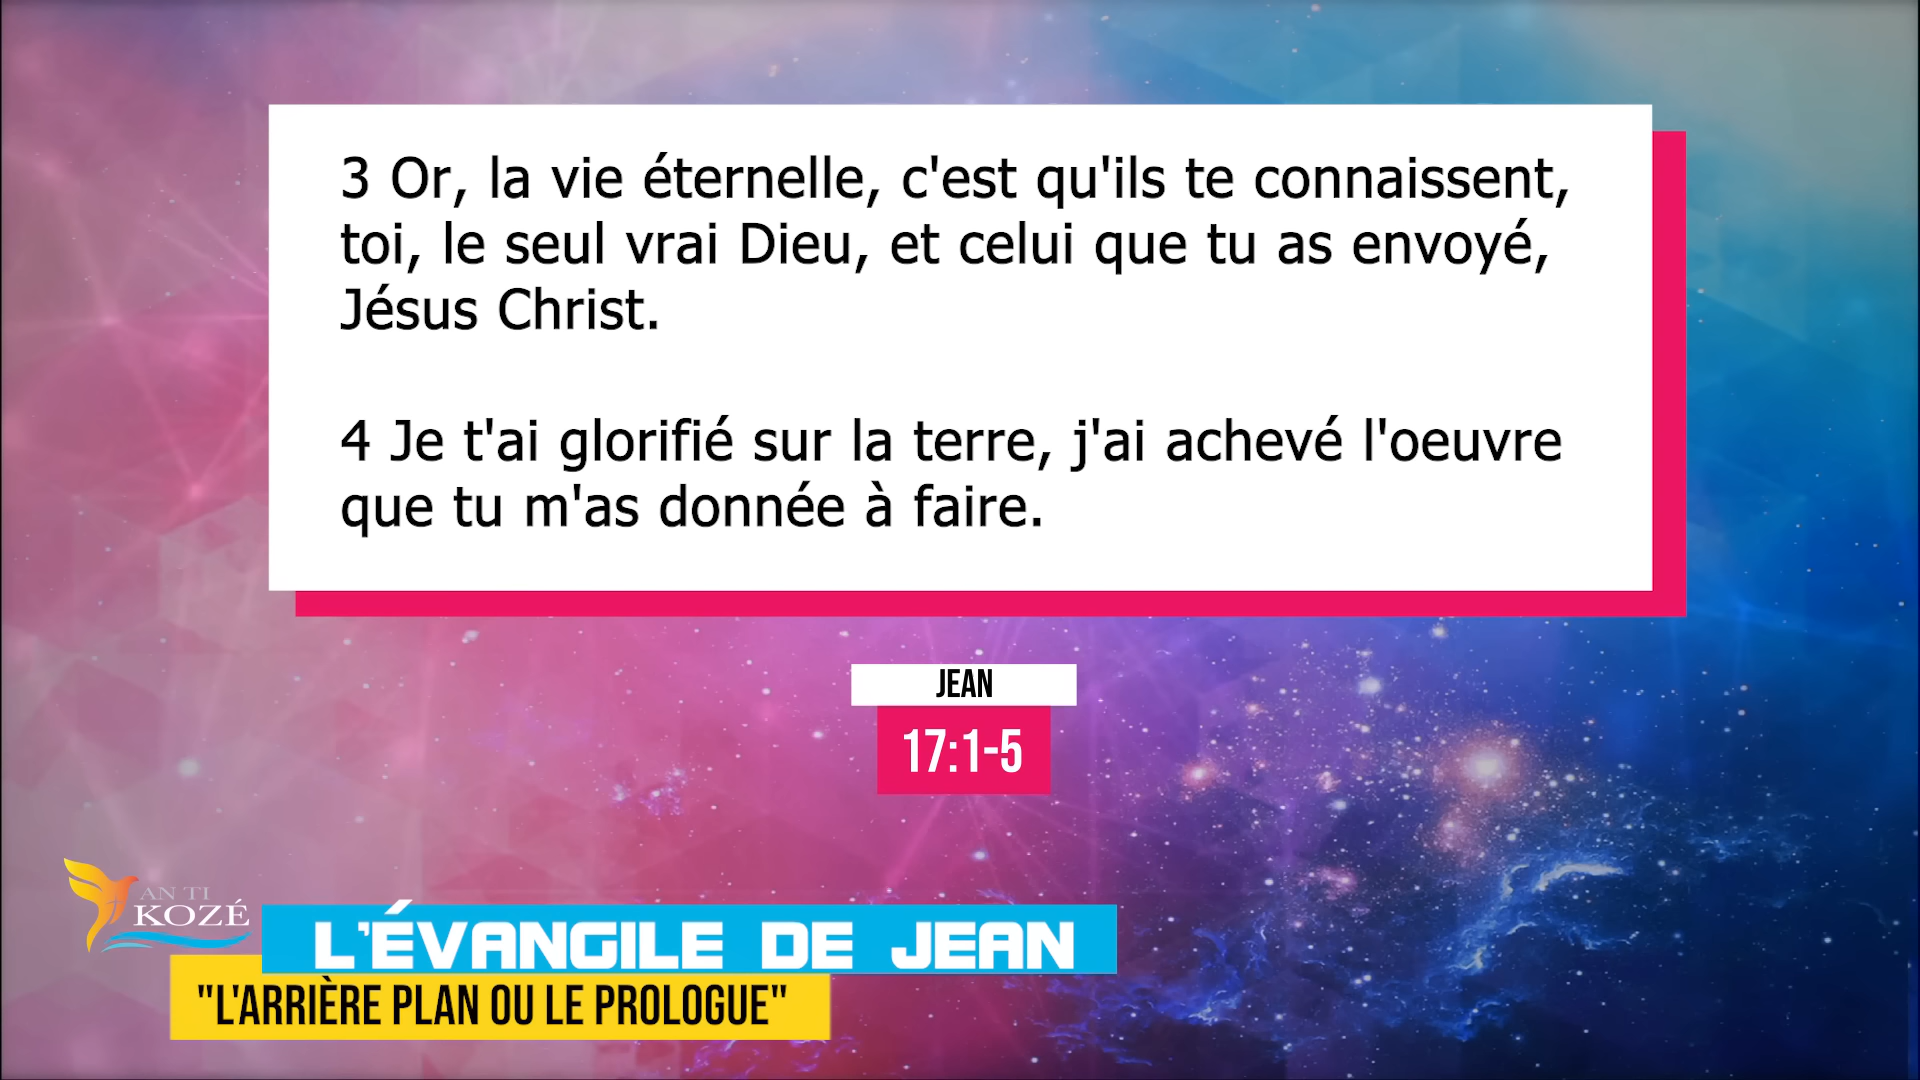 3 Or, la vie éternelle, c'est qu'ils te connaissent,
toi, le seul vrai Dieu, et celui que tu as envoyé,
Jésus Christ.
4 Je t'ai glorifié sur la terre, j'ai achevé l'oeuvre
que tu m'as donnée à faire.
JEAN
17:1-5
AN TI
KOZÉ
L'ÉVANGILE DE JEAN
"L'ARRIÈRE PLAN OU LE PROLOGUE"